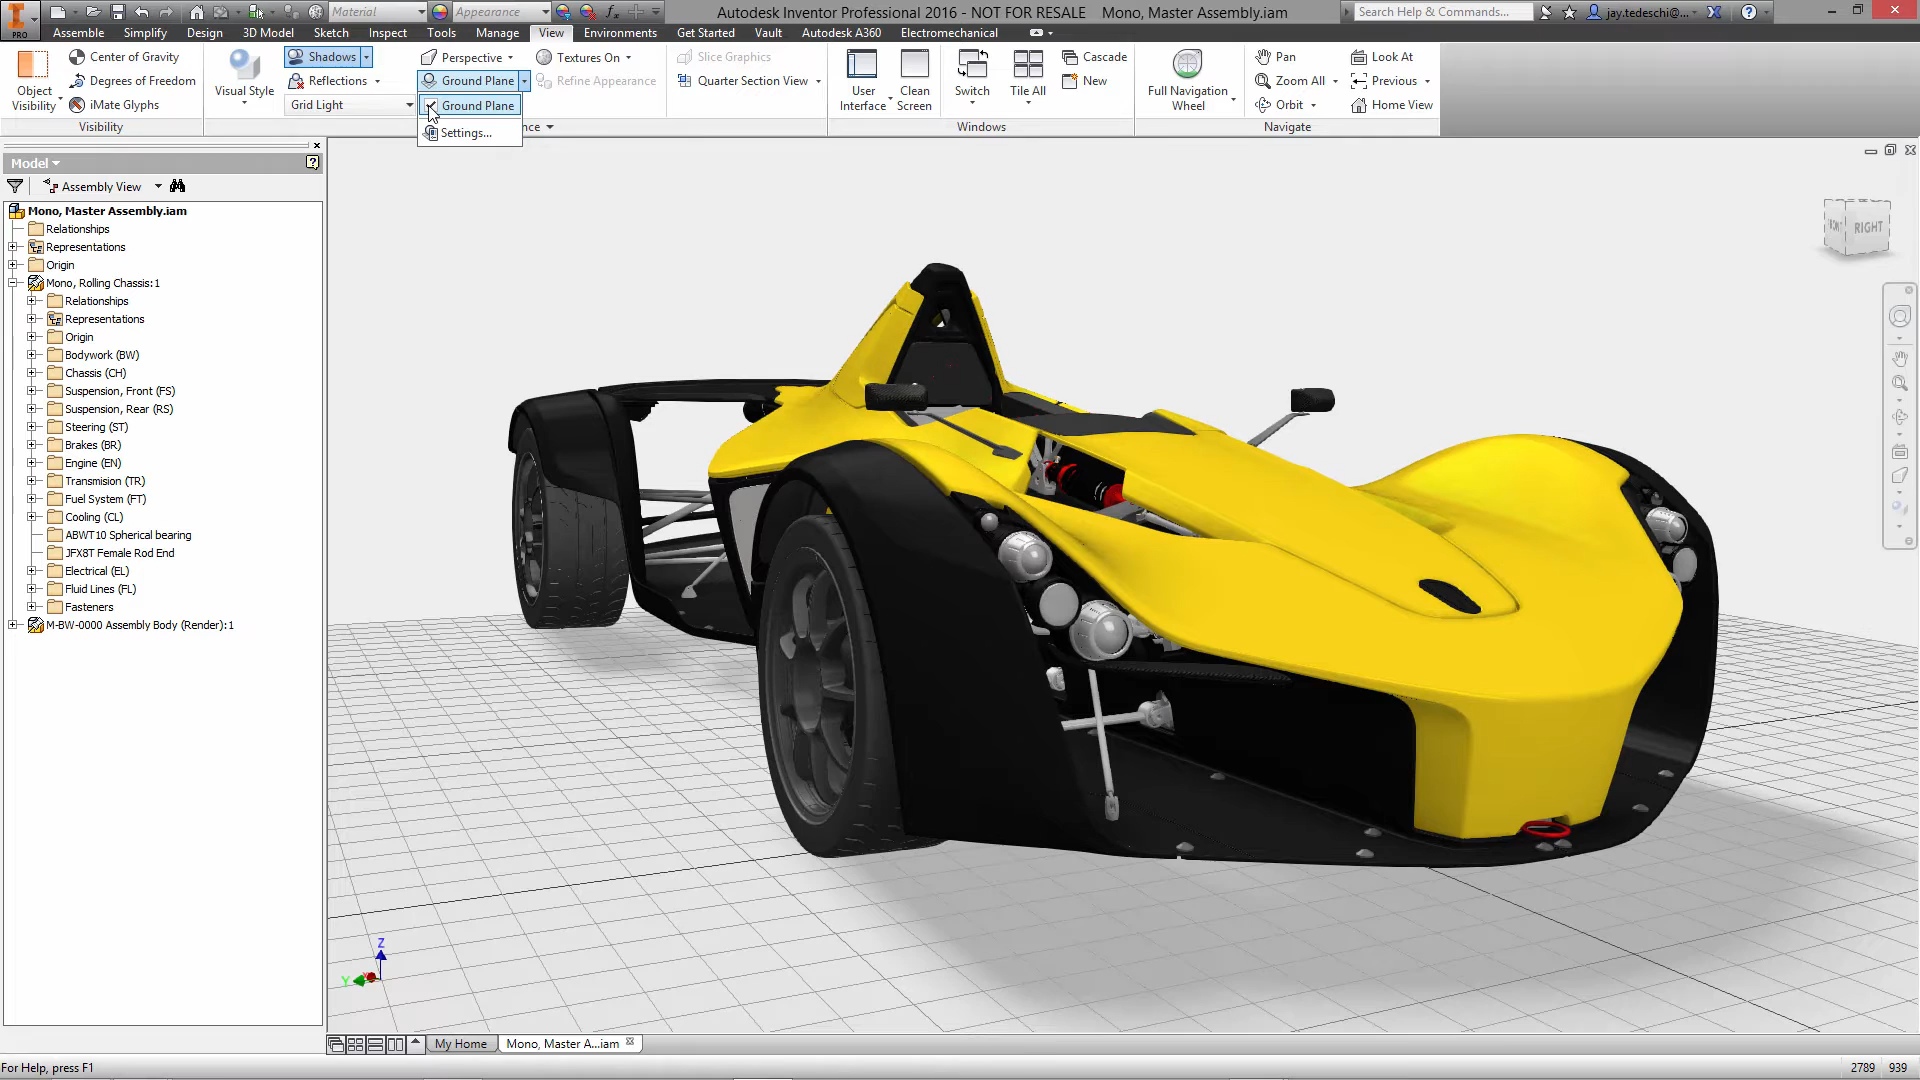 Material
Appearance
Autodesk Inventor Professional 2016 - NOT FOR RESALE Mono, Master Assembly.iam
Search Help & Commands...
jay.tedeschi@...
PRO
Assemble Simplify Design 3D Model Sketch Inspect Tools Manage View Environments Get Started Vault Autodesk A360 Electromechanical
Object Visibility
Center of Gravity
Degrees of Freedom
iMate Glyphs
Visibility
Visual Style
Shadows
Reflections
Grid Light
Perspective
Ground Plane
Ground Plane
Settings...
Textures On
Refine Appearance
nce
Slice Graphics
Quarter Section View
User Interface
Clean Screen
Switch
Tile All
Cascade
New
Windows
Full Navigation Wheel
Pan
Zoom All
Orbit
Look At
Previous
Home View
Navigate
Model
Assembly View
Mono, Master Assembly.iam
Relationships
Representations
Origin
Mono, Rolling Chassis:1
Relationships
Representations
Origin
Bodywork (BW)
Chassis (CH)
Suspension, Front (FS)
Suspension, Rear (RS)
Steering (ST)
Brakes (BR)
Engine (EN)
Transmision (TR)
Fuel System (FT)
Cooling (CL)
ABWT10 Spherical bearing
JFX8T Female Rod End
Electrical (EL)
Fluid Lines (FL)
Fasteners
M-BW-0000 Assembly Body (Render):1
FRONT RIGHT
Z
Y
X
My Home
Mono, Master A...iam
For Help, press F1
2789 939